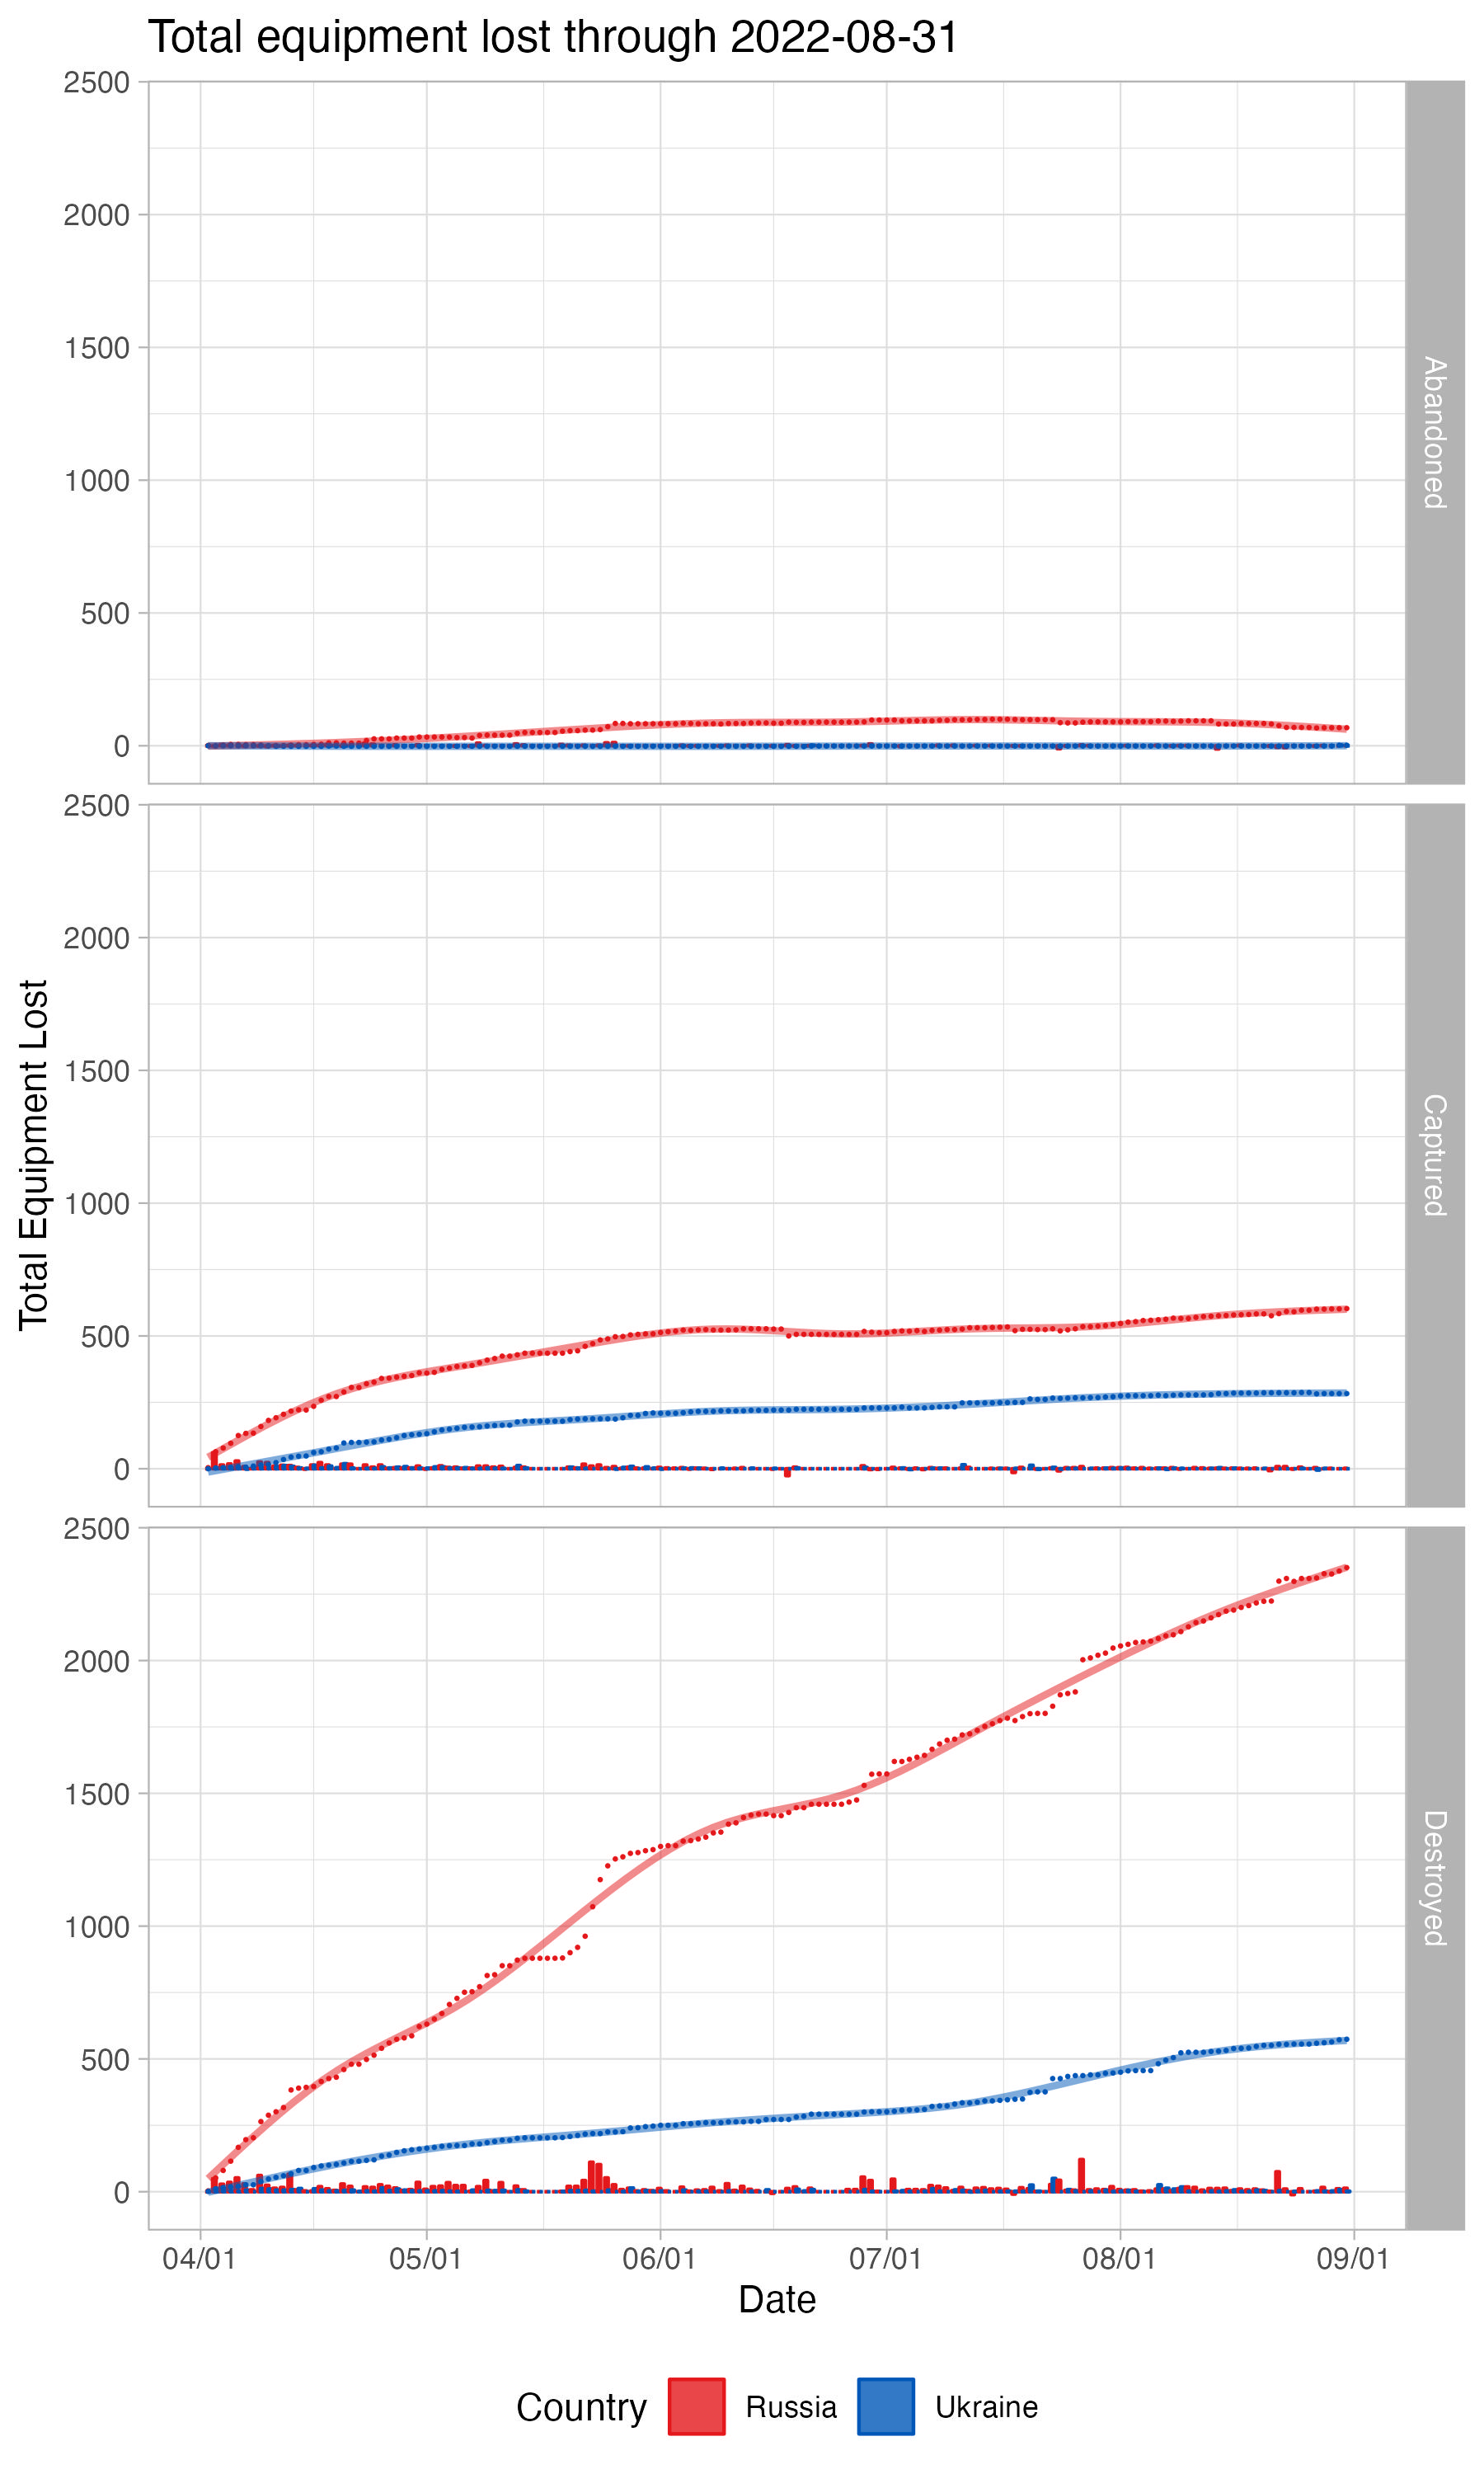 Total equipment lost through 2022-08-31
2500
2000
1500
1000
500
0
Abandoned
Total Equipment Lost
2500
2000
1500
1000
500
0
Captured
2500
2000
1500
1000
500
0
Destroyed
04/01 05/01 06/01 07/01 08/01 09/01
Date
Country Russia Ukraine